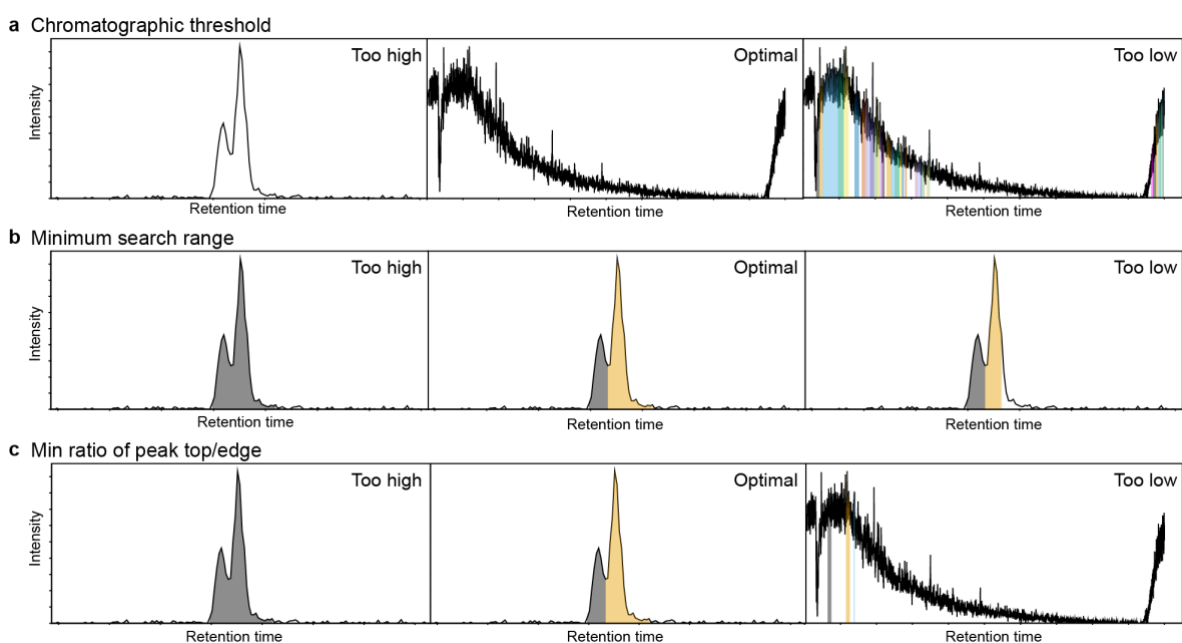 a Chromatographic threshold
Too high
Optimal
Too low
Intensity
Retention time
Retention time
Retention time
b Minimum search range
Too high
Optimal
Too low
Intensity
Retention time
Retention time
Retention time
c Min ratio of peak top/edge
Too high
Optimal
Too low
Intensity
Retention time
Retention time
Retention time